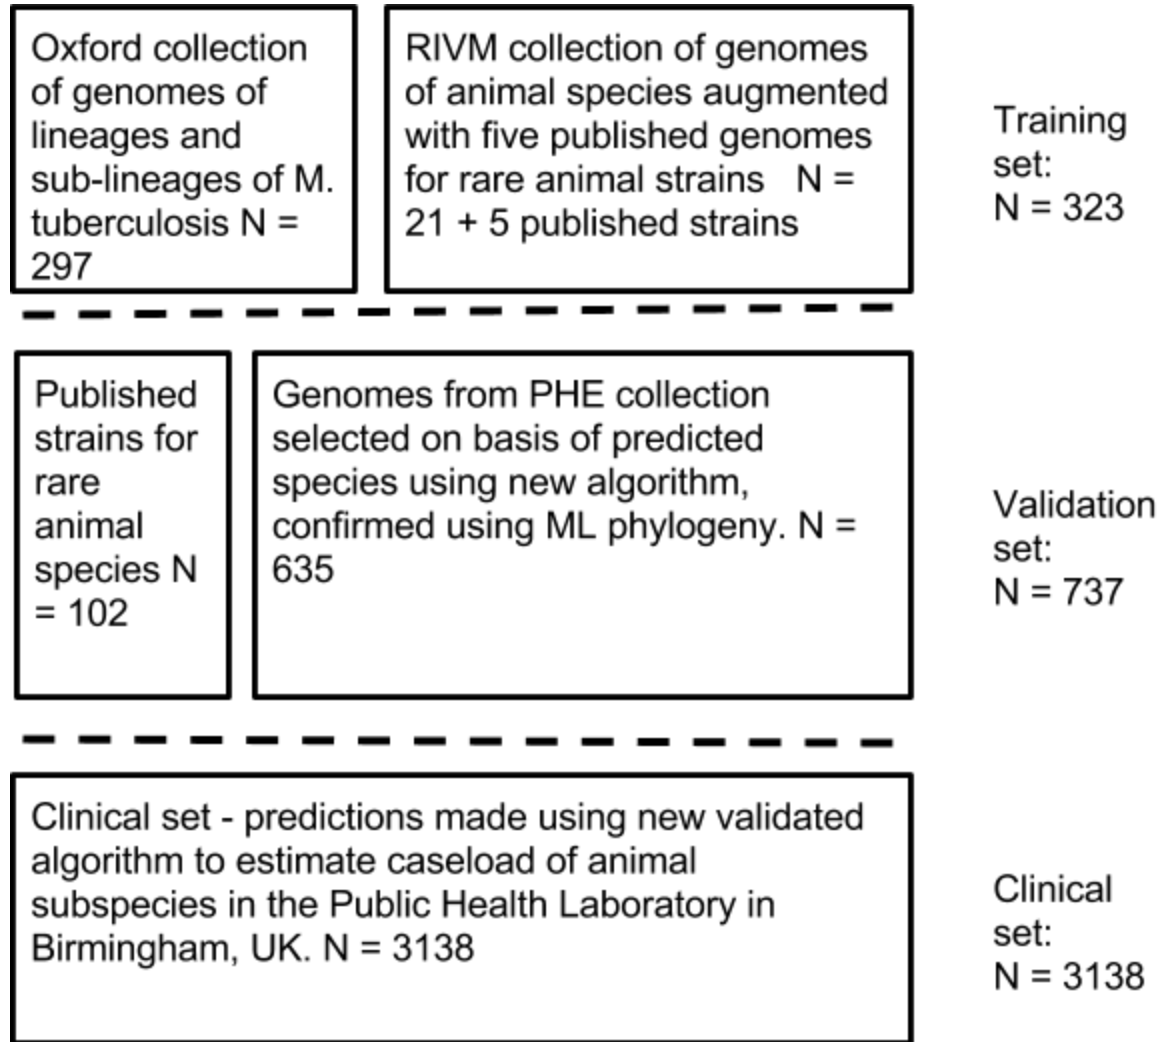 Oxford collection
of genomes of
lineages and
sub-lineages of M.
tuberculosis N =
297
RIVM collection of genomes
of animal species augmented
with five published genomes
for rare animal strains N =
21 + 5 published strains
Training
set:
N = 323
Published
strains for
rare
animal
species N
= 102
Genomes from PHE collection
selected on basis of predicted
species using new algorithm,
confirmed using ML phylogeny. N =
635
Validation
set:
N = 737
Clinical set - predictions made using new validated
algorithm to estimate caseload of animal
subspecies in the Public Health Laboratory in
Birmingham, UK. N = 3138
Clinical
set:
N = 3138